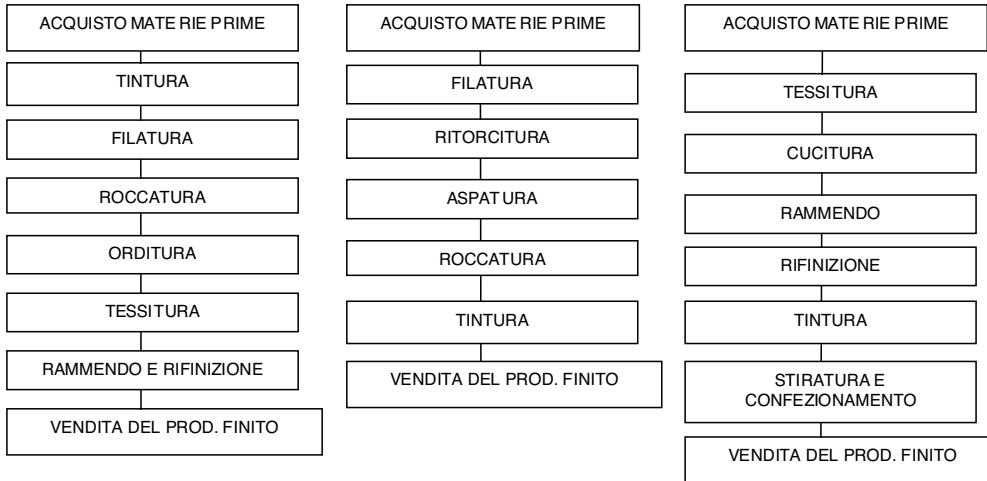 ACQUISTO MATE RIE PRIME
TINTURA
FILATURA
ROCCATURA
ORDITURA
TESSITURA
RAMMENDO E RIFINIZIONE
VENDITA DEL PROD. FINITO
ACQUISTO MATE RIE PRIME
FILATURA
RITORCITURA
ASPATURA
ROCCATURA
TINTURA
VENDITA DEL PROD. FINITO
ACQUISTO MATE RIE PRIME
TESSITURA
CUCITURA
RAMMENDO
RIFINIZIONE
TINTURA
STIRATURA E
CONFEZIONAMENTO
VENDITA DEL PROD. FINITO